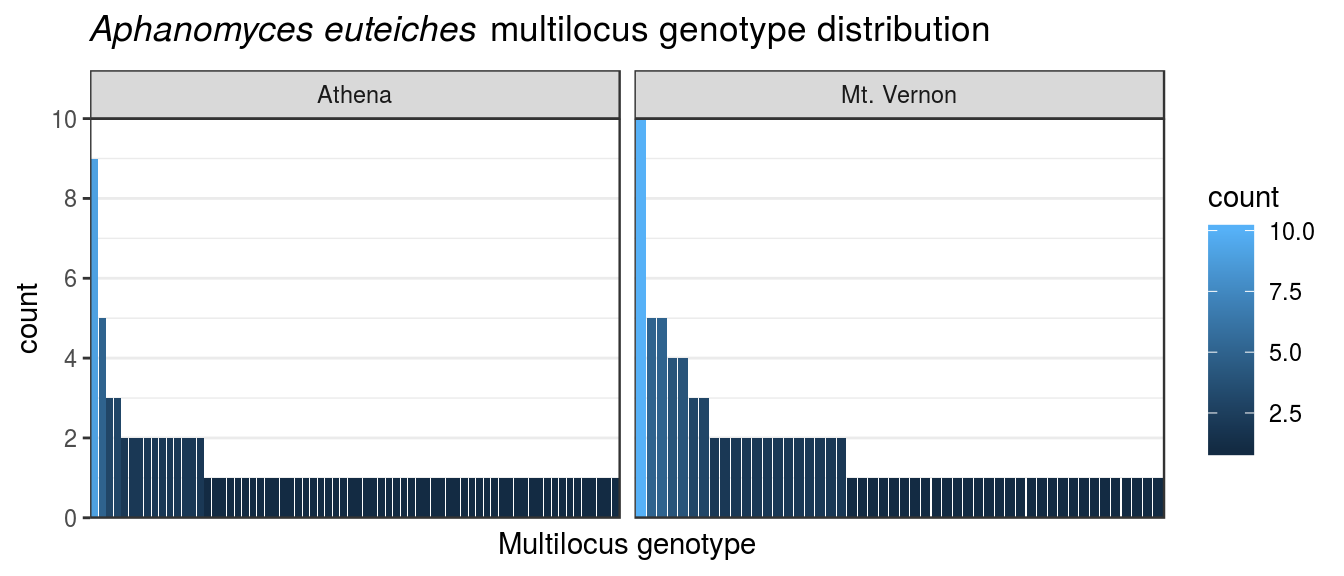 Aphanomyces euteiches multilocus genotype distribution
Athena
Mt. Vernon
10
8
6
4
2
0
count
Multilocus genotype
count
10.0
7.5
5.0
2.5